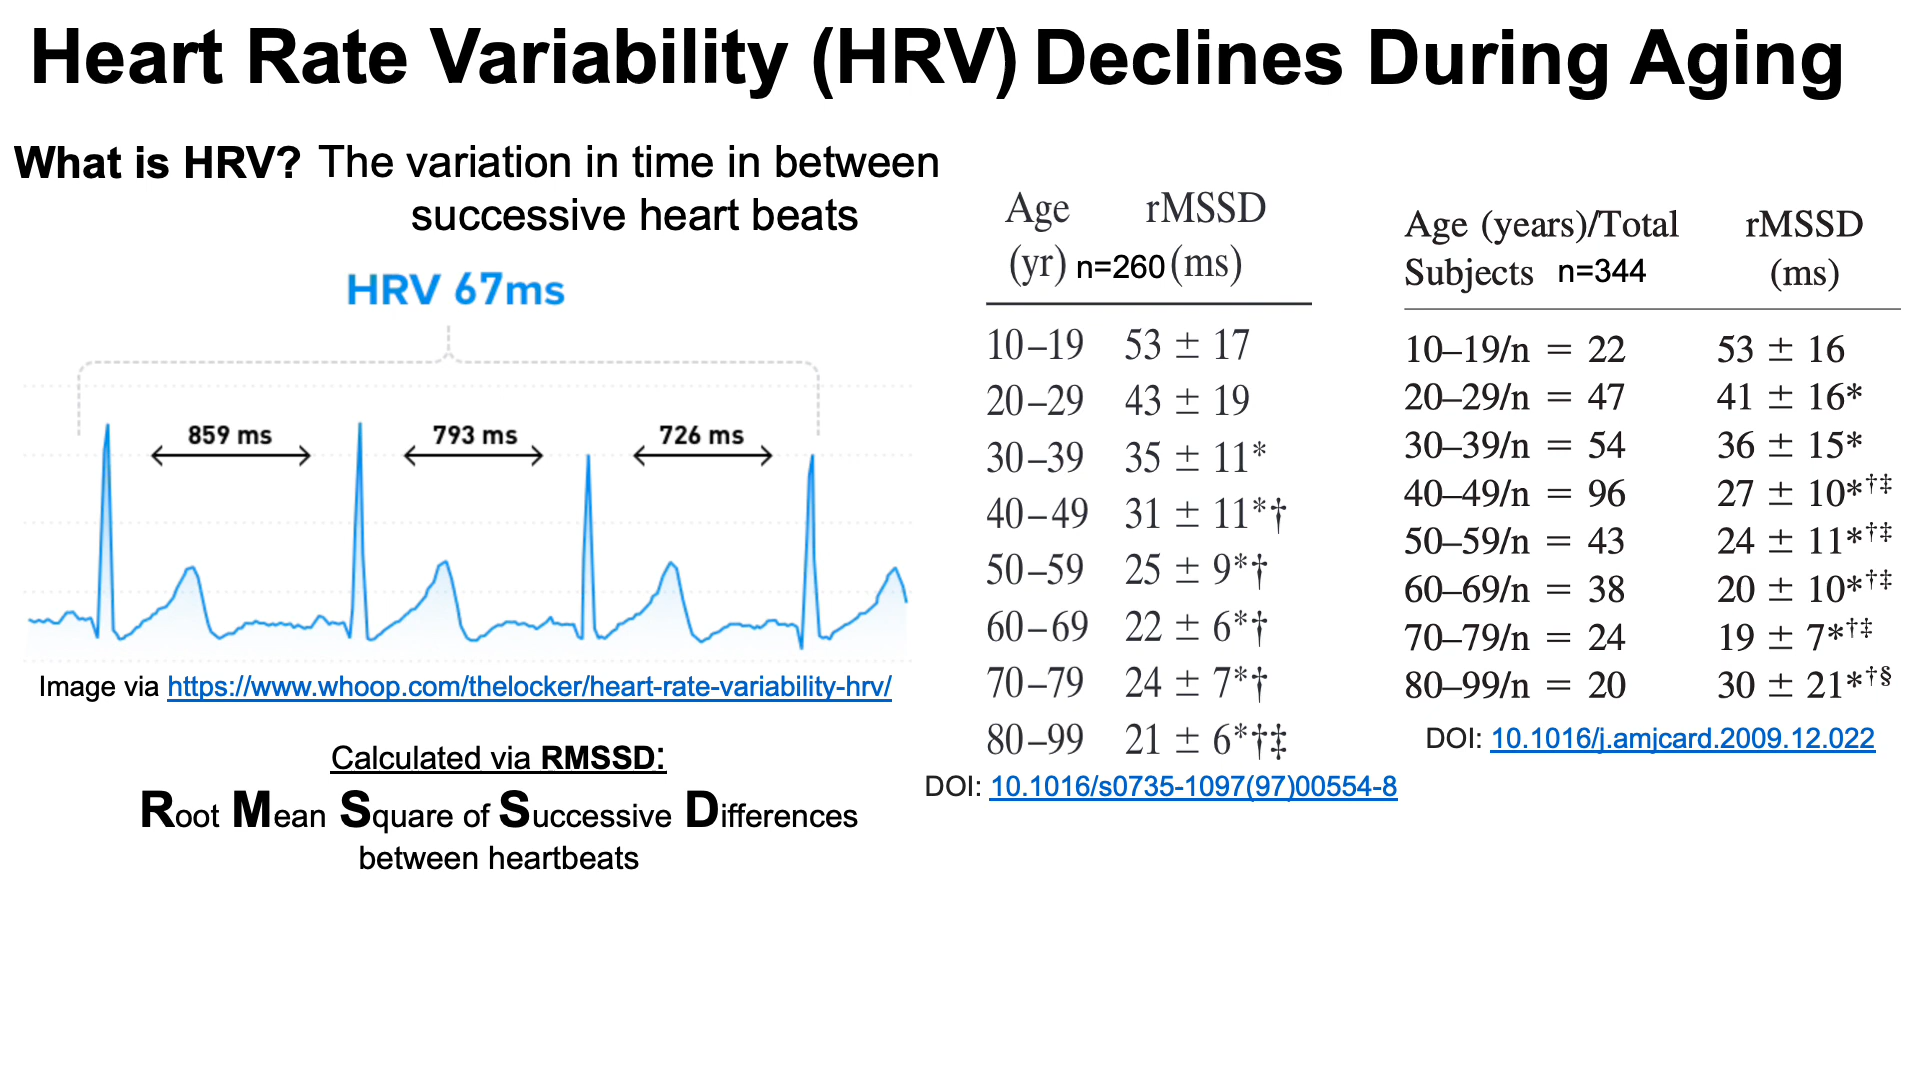 Heart Rate Variability (HRV) Declines During Aging
What is HRV? The variation in time in between
successive heart beats
HRV 67ms
859 ms 793 ms 726 ms
Image via https://www.whoop.com/thelocker/heart-rate-variability-hrv/
Calculated via RMSSD:
Root Mean Square of Successive Differences
between heartbeats
Age rMSSD
(yr) n=260 (ms)
10–19 53 ± 17
20–29 43 ± 19
30–39 35 ± 11*
40–49 31 ± 11*†
50–59 25 ± 9*†
60–69 22 ± 6*†
70–79 24 ± 7*†
80–99 21 ± 6*†‡
DOI: 10.1016/s0735-1097(97)00554-8
Age (years)/Total rMSSD
Subjects n=344 (ms)
10–19/n = 22 53 ± 16
20–29/n = 47 41 ± 16*
30–39/n = 54 36 ± 15*
40–49/n = 96 27 ± 10*†‡
50–59/n = 43 24 ± 11*†‡
60–69/n = 38 20 ± 10*†‡
70–79/n = 24 19 ± 7*†‡
80–99/n = 20 30 ± 21*†§
DOI: 10.1016/j.amjcard.2009.12.022